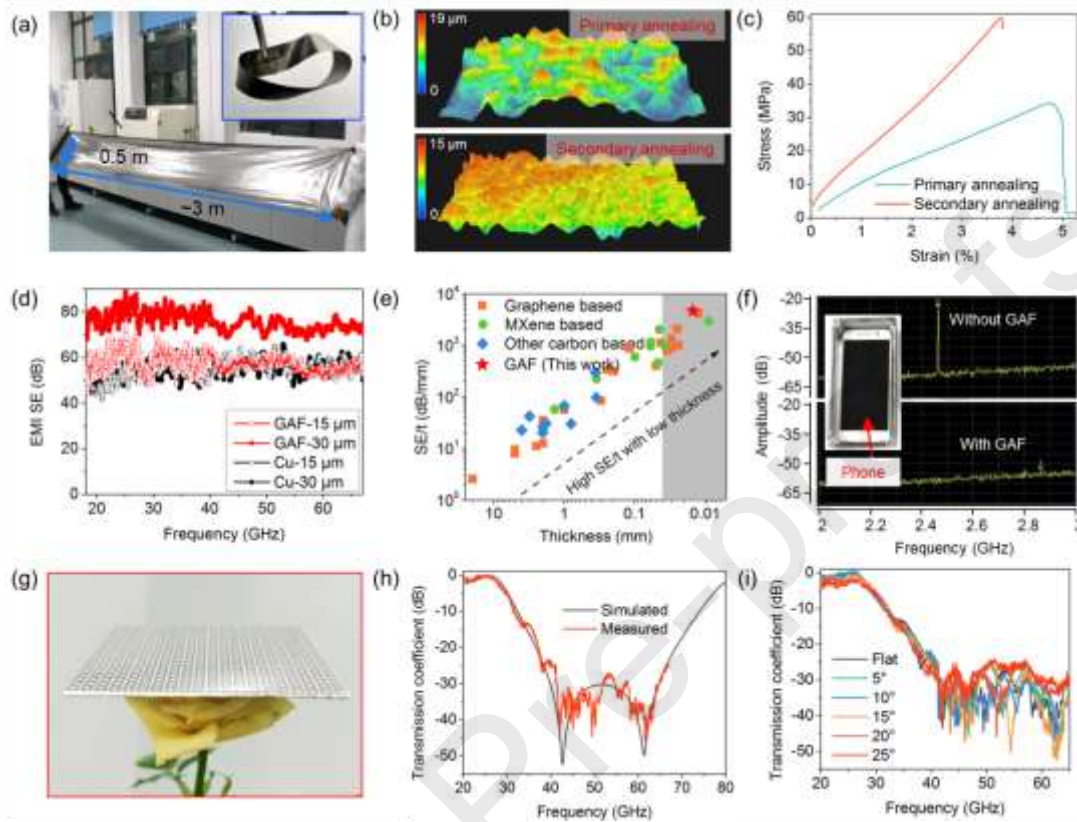 (a)
0.5 m
~3 m
(b)
19 µm
0
Primary annealing
15 µm
0
Secondary annealing
(c)
60
50
40
30
20
10
0
Stress (MPa)
Primary annealing
Secondary annealing
0 1 2 3 4 5
Strain (%)
(d)
80
60
40
20
0
EMI SE (dB)
GAF-15 µm
GAF-30 µm
Cu-15 µm
Cu-30 µm
20 30 40 50 60
Frequency (GHz)
(e)
10⁴
10³
10²
10¹
10⁰
SE/t (dB/mm)
Graphene based
MXene based
Other carbon based
GAF (This work)
High SE/t with low thickness
10 1 0.1 0.01
Thickness (mm)
(f)
-20
-35
-50
-65
-20
-35
-50
-65
Amplitude (dB)
Without GAF
With GAF
Phone
2 2.2 2.4 2.6 2.8 3
Frequency (GHz)
(g)
(h)
0
-10
-20
-30
-40
-50
Transmission coefficient (dB)
Simulated
Measured
20 30 40 50 60 70 80
Frequency (GHz)
(i)
0
-10
-20
-30
-40
-50
Transmission coefficient (dB)
Flat
5°
10°
15°
20°
25°
20 30 40 50 60
Frequency (GHz)
Pre-proofs